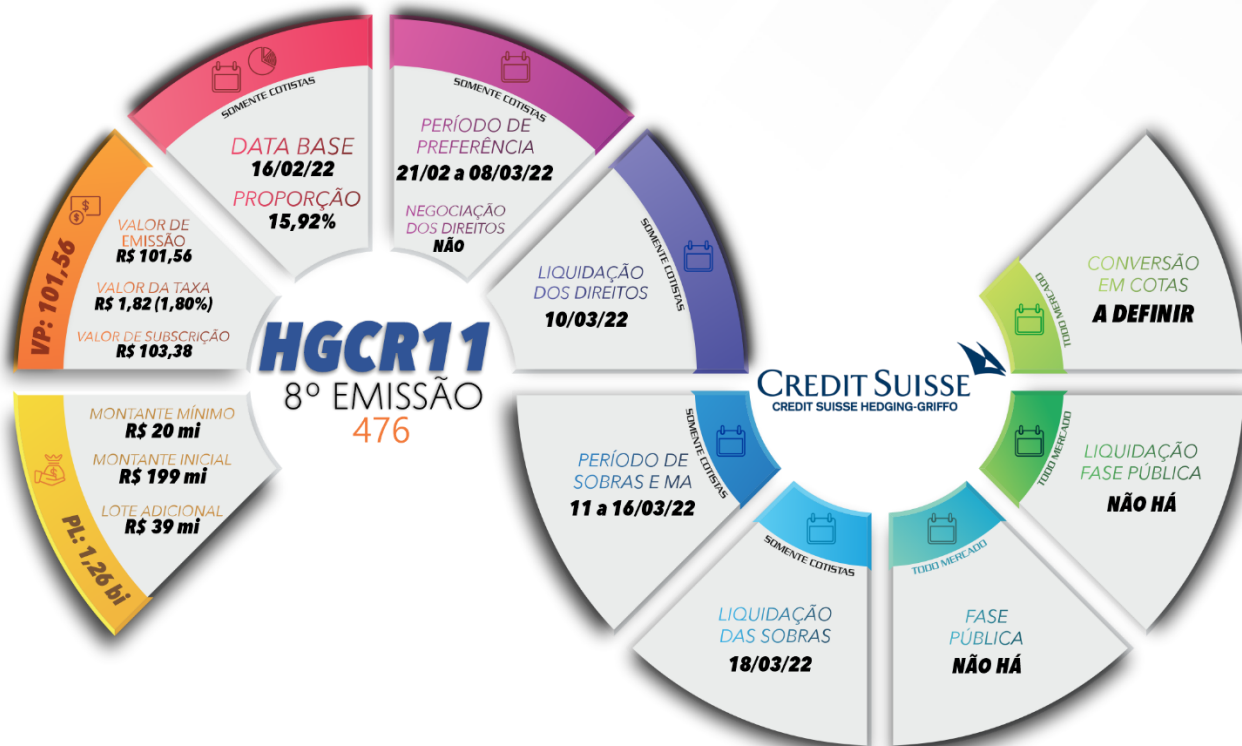 PL: 1,26 bi
MONTANTE MÍNIMO
R$ 20 mi
MONTANTE INICIAL
R$ 199 mi
LOTE ADICIONAL
R$ 39 mi
VP: 101,56
VALOR DE
EMISSÃO
R$ 101,56
VALOR DA TAXA
R$ 1,82 (1,80%)
VALOR DE SUBSCRIÇÃO
R$ 103,38
SOMENTE COTISTAS
DATA BASE
16/02/22
PROPORÇÃO
15,92%
SOMENTE COTISTAS
PERÍODO DE
PREFERÊNCIA
21/02 a 08/03/22
NEGOCIAÇÃO
DOS DIREITOS
NÃO
SOMENTE COTISTAS
LIQUIDAÇÃO
DOS DIREITOS
10/03/22
HGCR11
8º EMISSÃO
476
SOMENTE COTISTAS
PERÍODO DE
SOBRAS E MA
11 a 16/03/22
SOMENTE COTISTAS
LIQUIDAÇÃO
DAS SOBRAS
18/03/22
TODO MERCADO
FASE
PÚBLICA
NÃO HÁ
TODO MERCADO
LIQUIDAÇÃO
FASE PÚBLICA
NÃO HÁ
TODO MERCADO
CONVERSÃO
EM COTAS
A DEFINIR
CREDIT SUISSE
CREDIT SUISSE HEDGING-GRIFFO